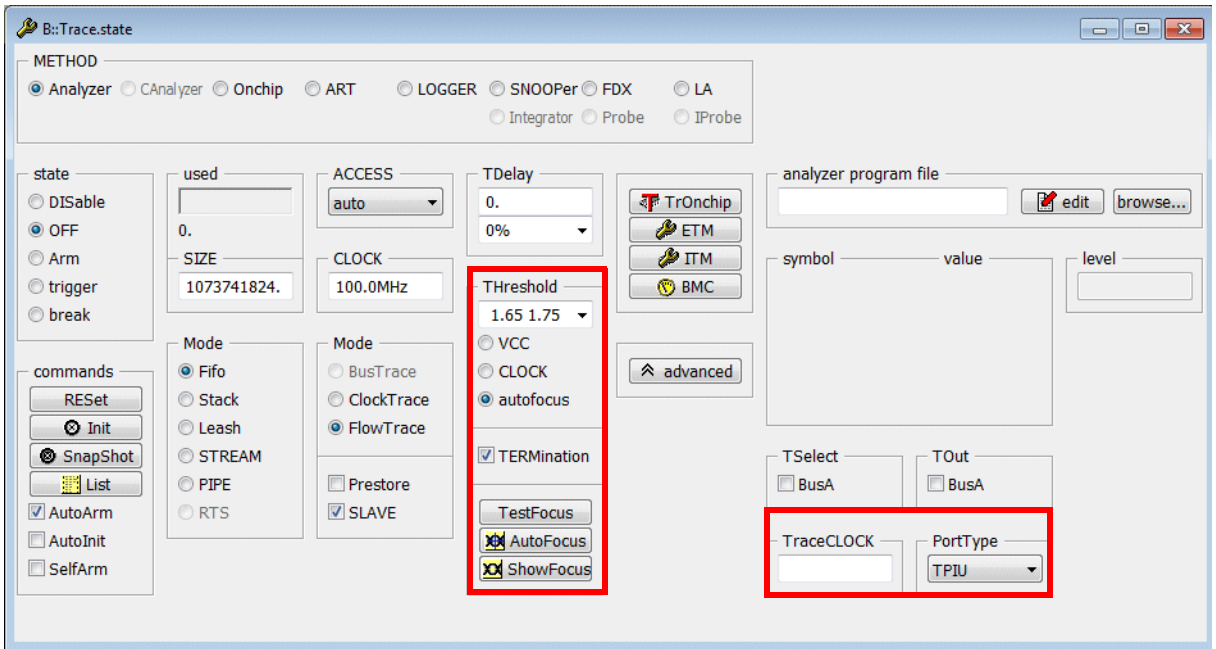 B::Trace.state
METHOD
Analyzer CAnalyzer Onchip ART LOGGER SNOOPer FDX LA
Integrator Probe IProbe
state
DISable
OFF
Arm
trigger
break
used
0.
SIZE
1073741824.
ACCESS
auto
CLOCK
100.0MHz
TDelay
0.
0%
TrOnchip
ETM
ITM
BMC
advanced
analyzer program file
edit browse...
symbol value
level
commands
RESet
Init
SnapShot
List
AutoArm
AutoInit
SelfArm
Mode
Fifo
Stack
Leash
STREAM
PIPE
RTS
Mode
BusTrace
ClockTrace
FlowTrace
Prestore
SLAVE
THreshold
1.65 1.75
VCC
CLOCK
autofocus
TERMination
TestFocus
AutoFocus
ShowFocus
TSelect
BusA
TOut
BusA
TraceCLOCK
PortType
TPIU